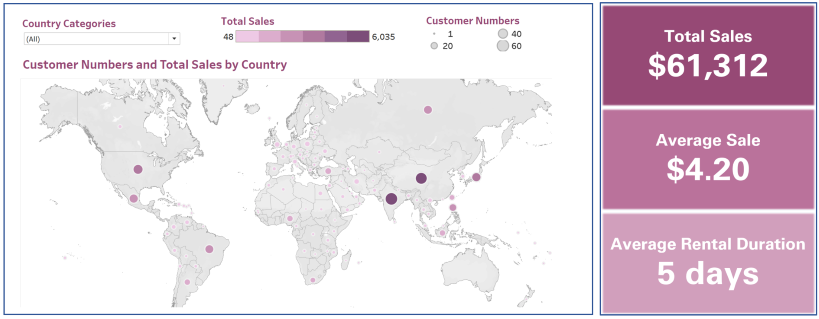 Country Categories
(All)
Total Sales
48 6,035
Customer Numbers
1 40
20 60
Customer Numbers and Total Sales by Country
Total Sales
$61,312
Average Sale
$4.20
Average Rental Duration
5 days